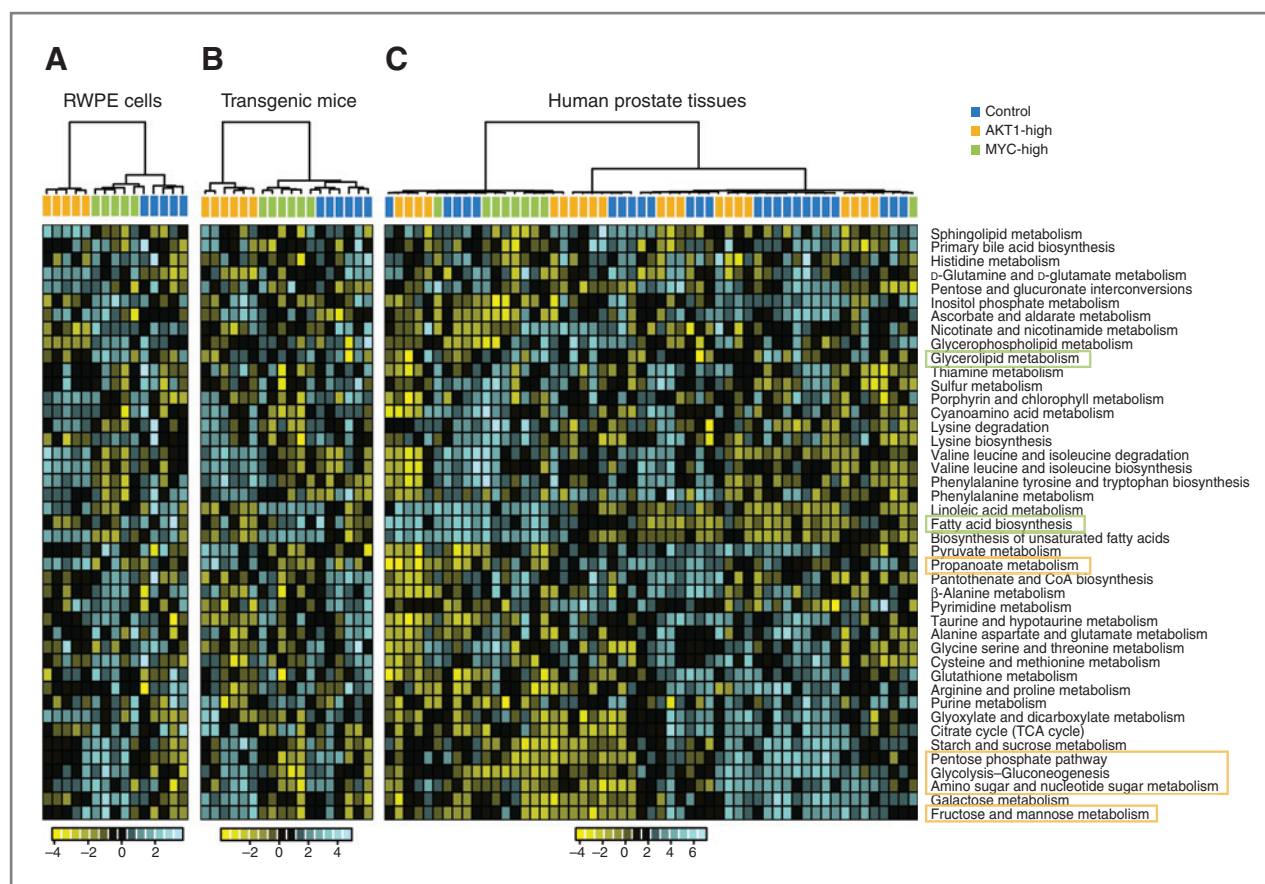 A
B
C
RWPE cells
Transgenic mice
Human prostate tissues
Control
AKT1-high
MYC-high
Sphingolipid metabolism
Primary bile acid biosynthesis
Histidine metabolism
D-Glutamine and D-glutamate metabolism
Pentose and glucuronate interconversions
Inositol phosphate metabolism
Ascorbate and aldarate metabolism
Nicotinate and nicotinamide metabolism
Glycerophospholipid metabolism
Glycerolipid metabolism
Thiamine metabolism
Sulfur metabolism
Porphyrin and chlorophyll metabolism
Cyanoamino acid metabolism
Lysine degradation
Lysine biosynthesis
Valine leucine and isoleucine degradation
Valine leucine and isoleucine biosynthesis
Phenylalanine tyrosine and tryptophan biosynthesis
Phenylalanine metabolism
Linoleic acid metabolism
Fatty acid biosynthesis
Biosynthesis of unsaturated fatty acids
Pyruvate metabolism
Propanoate metabolism
Pantothenate and CoA biosynthesis
β-Alanine metabolism
Pyrimidine metabolism
Taurine and hypotaurine metabolism
Alanine aspartate and glutamate metabolism
Glycine serine and threonine metabolism
Cysteine and methionine metabolism
Glutathione metabolism
Arginine and proline metabolism
Purine metabolism
Glyoxylate and dicarboxylate metabolism
Citrate cycle (TCA cycle)
Starch and sucrose metabolism
Pentose phosphate pathway
Glycolysis–Gluconeogenesis
Amino sugar and nucleotide sugar metabolism
Galactose metabolism
Fructose and mannose metabolism
−4 −2 0 2
−2 0 2 4
−4 −2 0 2 4 6